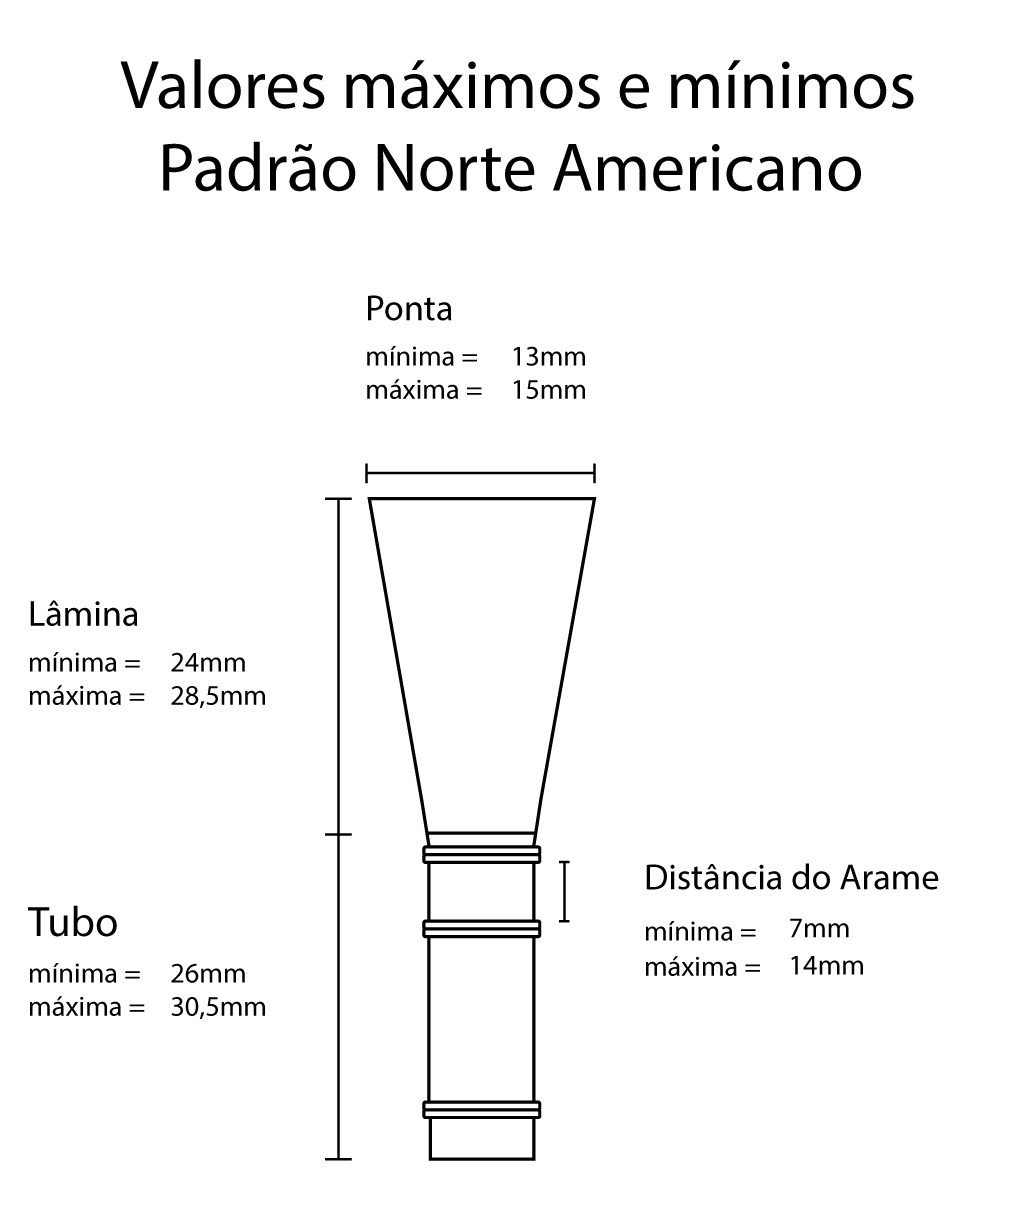 Valores máximos e mínimos
Padrão Norte Americano
Ponta
mínima = 13mm
máxima = 15mm
Lâmina
mínima = 24mm
máxima = 28,5mm
Distância do Arame
mínima = 7mm
máxima = 14mm
Tubo
mínima = 26mm
máxima = 30,5mm